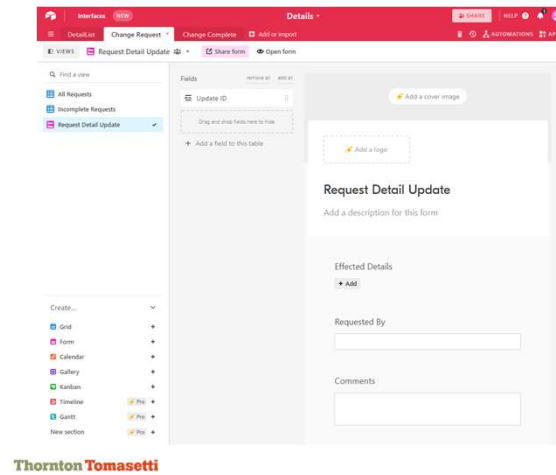 Interfaces NEW Details SHARE HELP
DetailList Change Request Change Complete Add or import AUTOMATIONS
VIEWS Request Detail Update Share form Open form
Find a view
All Requests
Incomplete Requests
Request Detail Update
Create...
Grid
Form
Calendar
Gallery
Kanban
Timeline Pro
Gantt Pro
New section Pro
Fields remove all add all
Update ID
Drag and drop fields here to hide
+ Add a field to this table
Add a cover image
Add a logo
Request Detail Update
Add a description for this form
Effected Details
+ Add
Requested By
Comments
Thornton Tomasetti